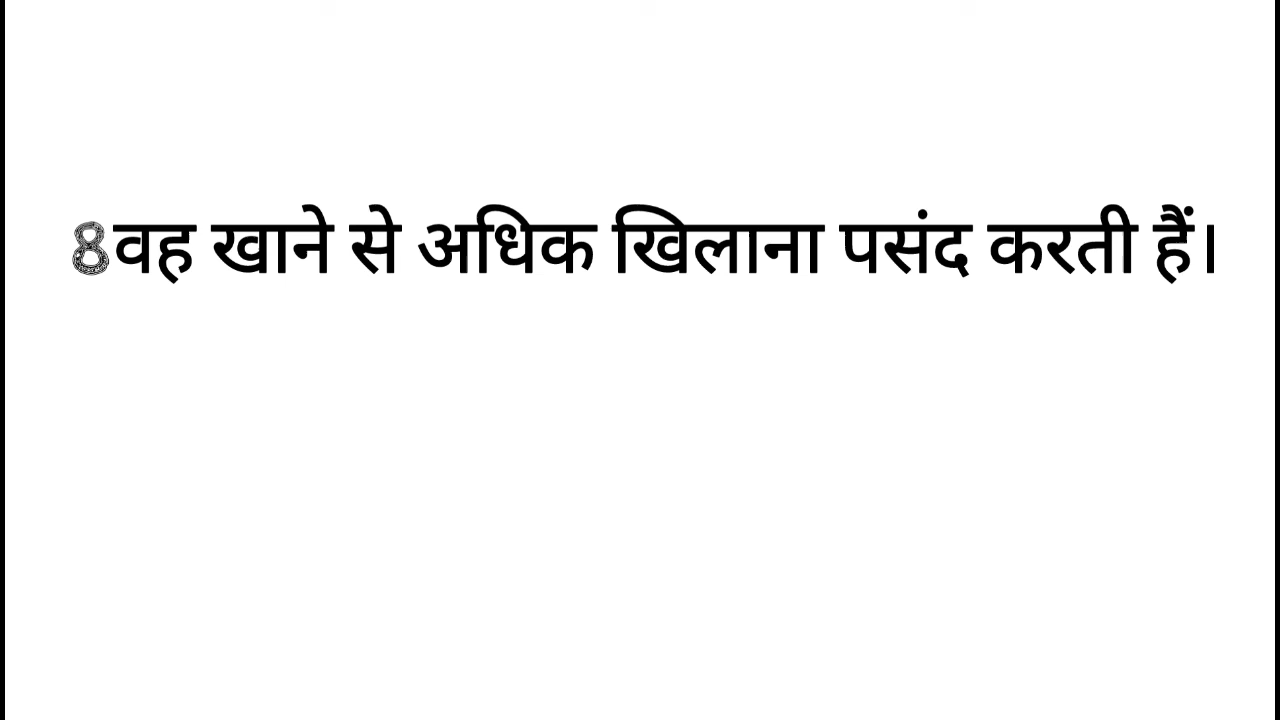 8वह खाने से अधिक खिलाना पसंद करती हैं।